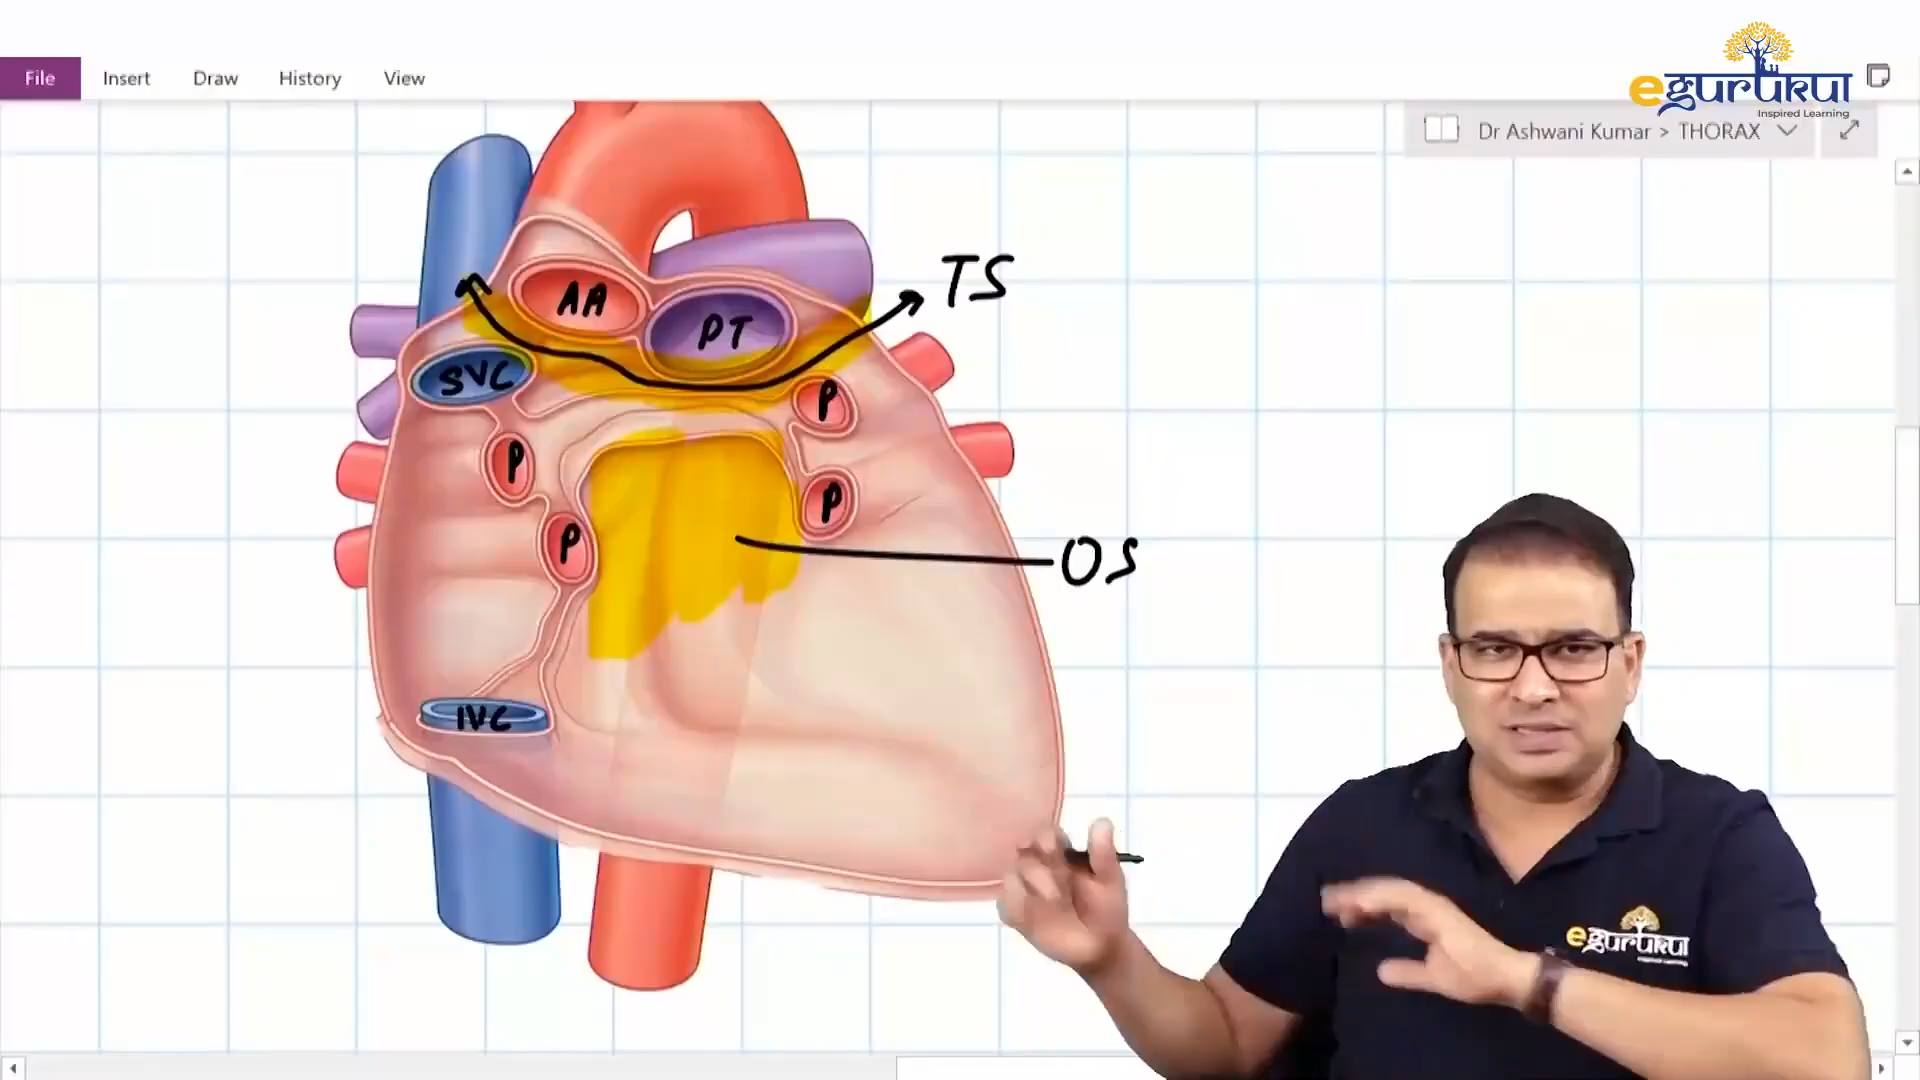 egurukul
Inspired Learning
File Insert Draw History View
Dr Ashwani Kumar > THORAX
TS
AA
PT
SVC
P
P
P
P
OS
IVC
egurukul